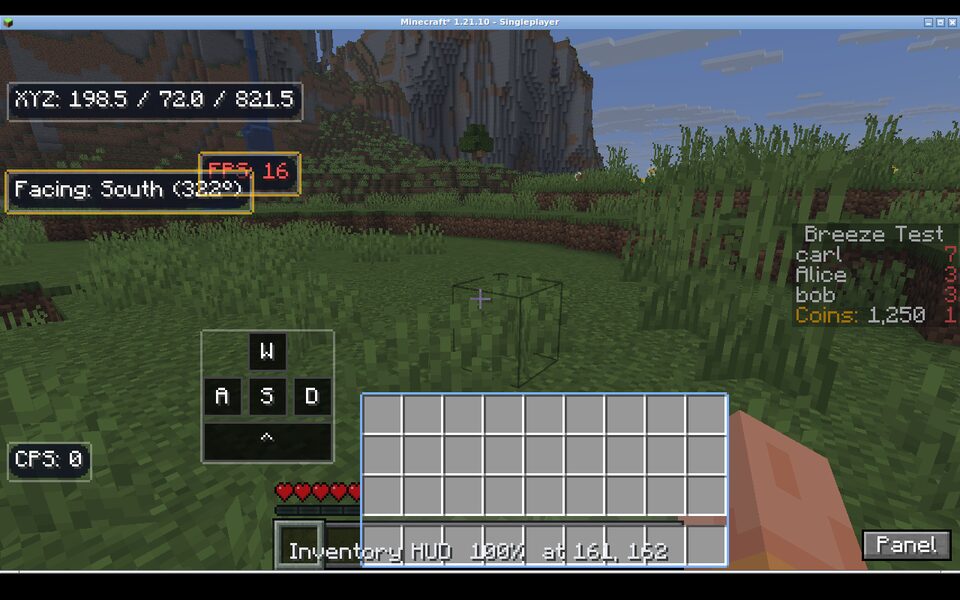 Minecraft* 1.21.10 - Singleplayer
XYZ: 198.5 / 72.0 / 821.5
FPS: 16
Facing: South (322°)
Breeze Test
carl 7
Alice 3
bob 3
Coins: 1,250 1
W
A S D
^
CPS: 0
Inventory HUD 100% at 161, 162
Panel